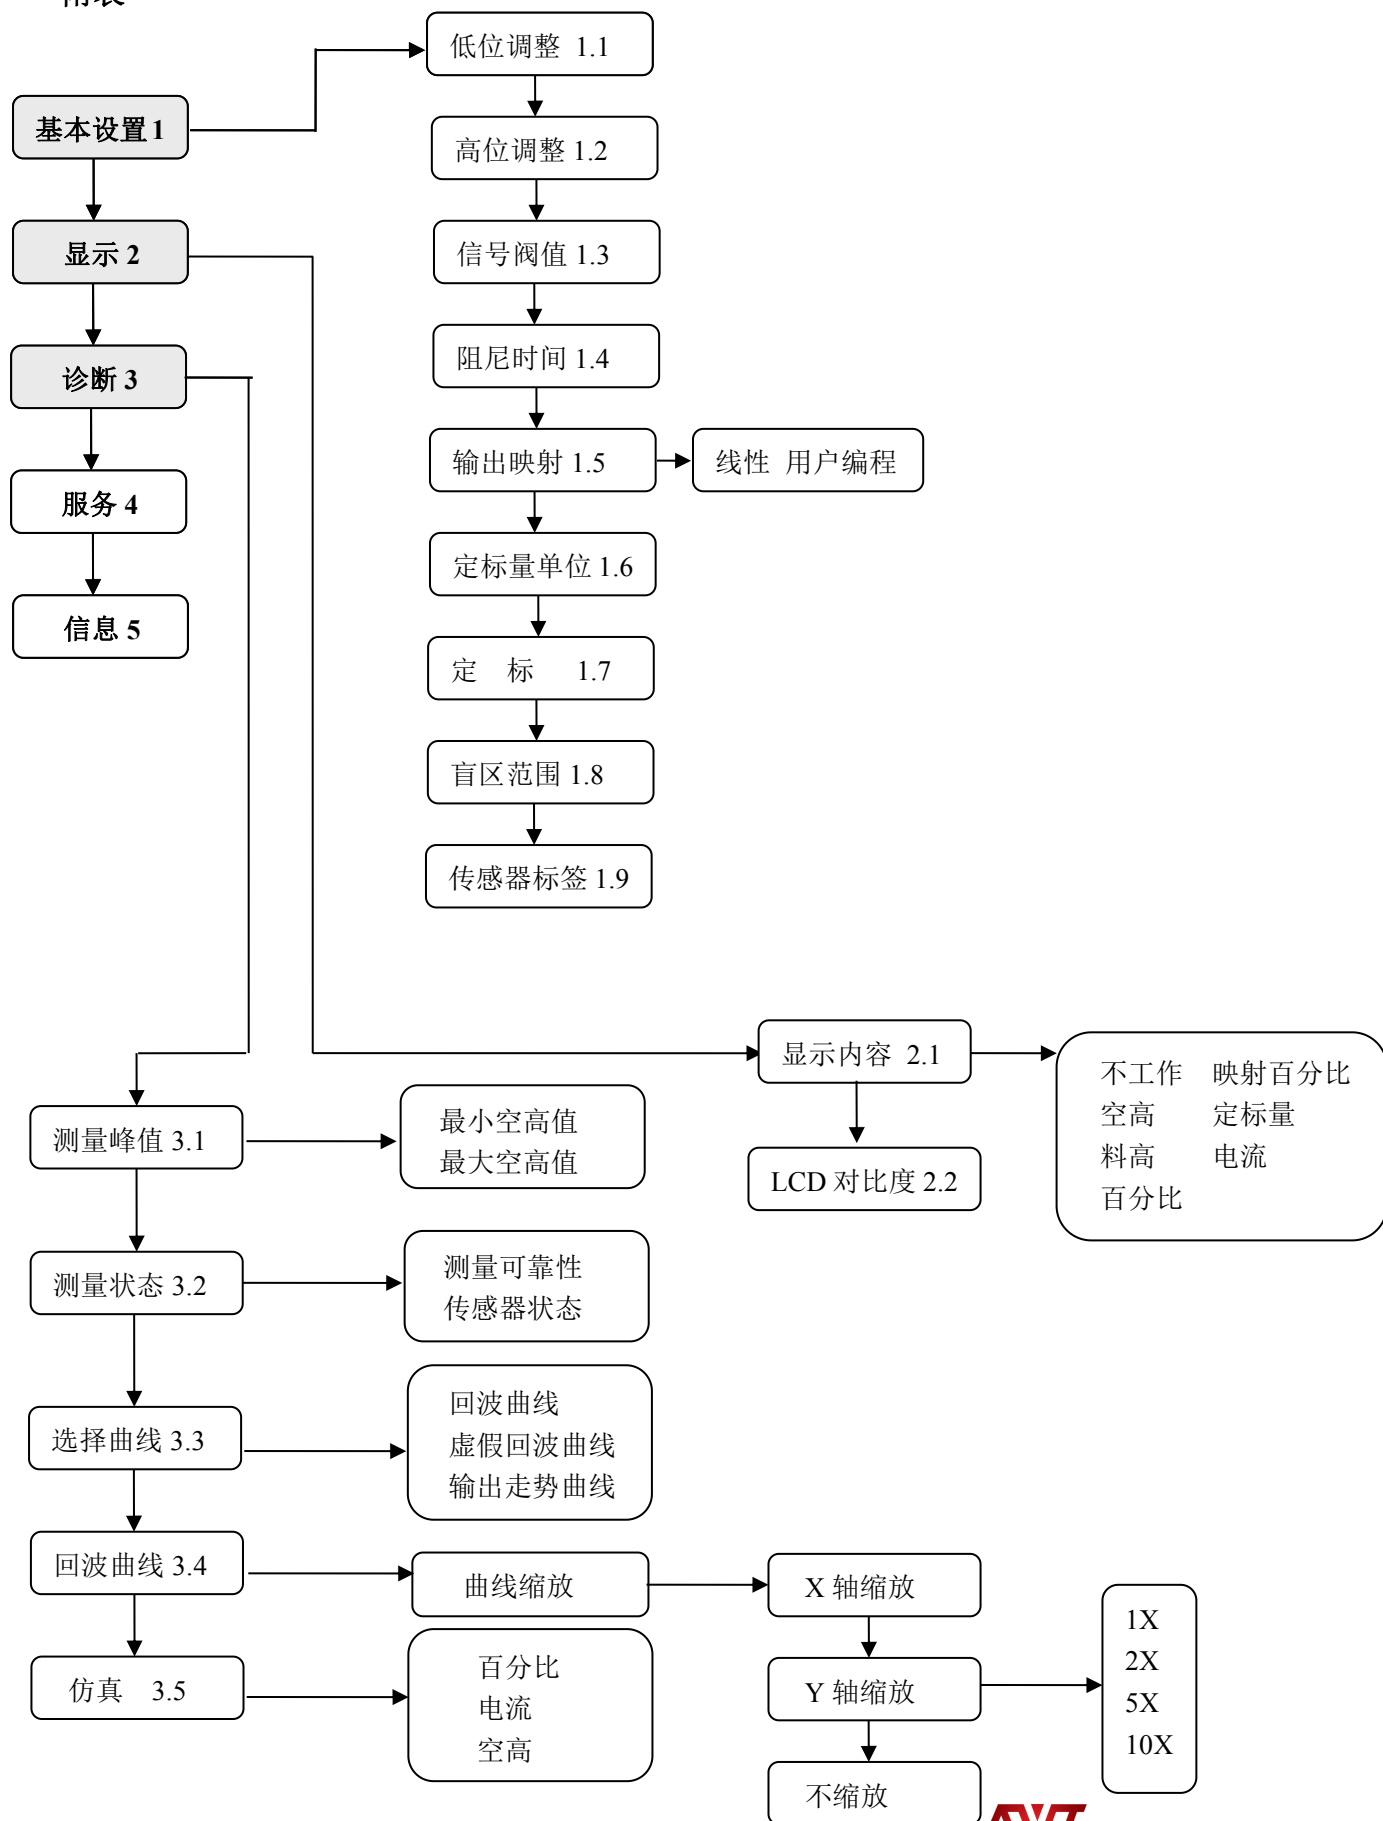 低位调整 1.1
基本设置 1
高位调整 1.2
显示 2
信号阀值 1.3
诊断 3
阻尼时间 1.4
输出映射 1.5
线性 用户编程
服务 4
定标量单位 1.6
信息 5
定 标 1.7
盲区范围 1.8
传感器标签 1.9
显示内容 2.1
不工作 映射百分比
空高 定标量
料高 电流
百分比
LCD 对比度 2.2
测量峰值 3.1
最小空高值
最大空高值
测量状态 3.2
测量可靠性
传感器状态
选择曲线 3.3
回波曲线
虚假回波曲线
输出走势曲线
回波曲线 3.4
曲线缩放
X 轴缩放
Y 轴缩放
不缩放
1X
2X
5X
10X
仿真 3.5
百分比
电流
空高